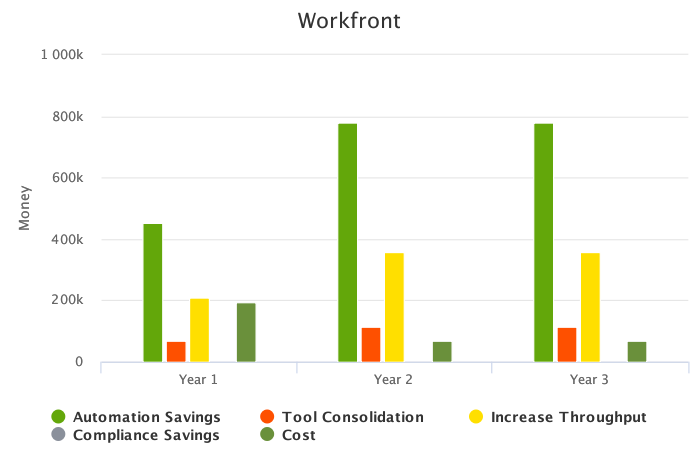 Workfront
1 000k
800k
600k
400k
200k
0
Money
Year 1 Year 2 Year 3
Automation Savings Tool Consolidation Increase Throughput
Compliance Savings Cost